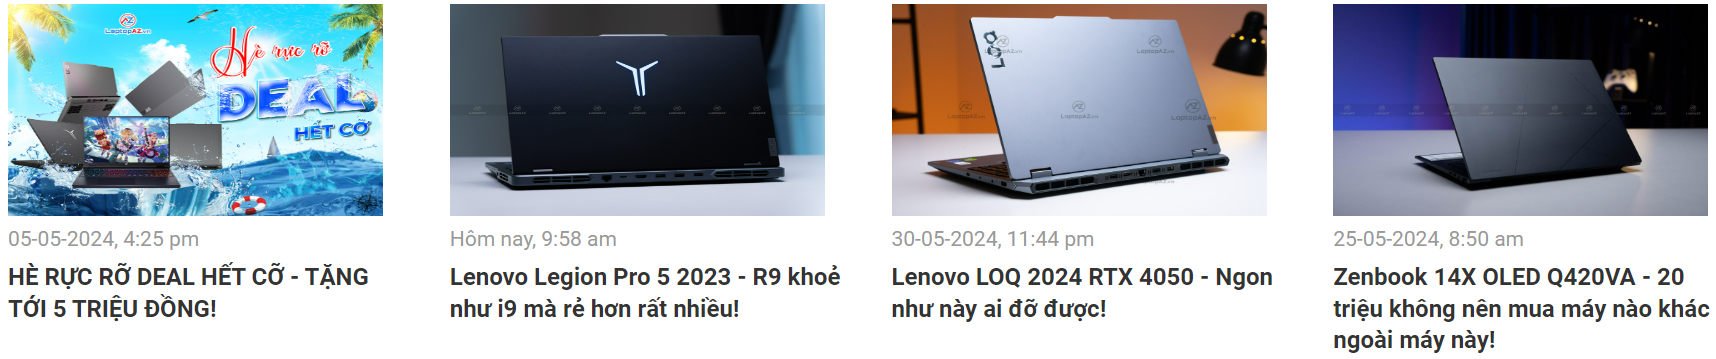 LaptopAZ.vn
Hè rực rỡ
DEAL
HẾT CỠ
05-05-2024, 4:25 pm
HÈ RỰC RỠ DEAL HẾT CỠ - TẶNG
TỚI 5 TRIỆU ĐỒNG!
Hôm nay, 9:58 am
Lenovo Legion Pro 5 2023 - R9 khoẻ
như i9 mà rẻ hơn rất nhiều!
LOQ
LaptopAZ.vn
LaptopAZ.vn
LaptopAZ.vn
30-05-2024, 11:44 pm
Lenovo LOQ 2024 RTX 4050 - Ngon
như này ai đỡ được!
25-05-2024, 8:50 am
Zenbook 14X OLED Q420VA - 20
triệu không nên mua máy nào khác
ngoài máy này!